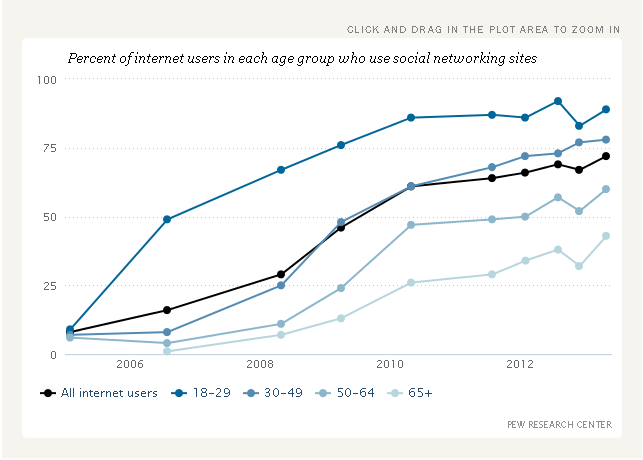 CLICK AND DRAG IN THE PLOT AREA TO ZOOM IN
Percent of internet users in each age group who use social networking sites
100
75
50
25
0
2006 2008 2010 2012
All internet users 18–29 30–49 50–64 65+
PEW RESEARCH CENTER